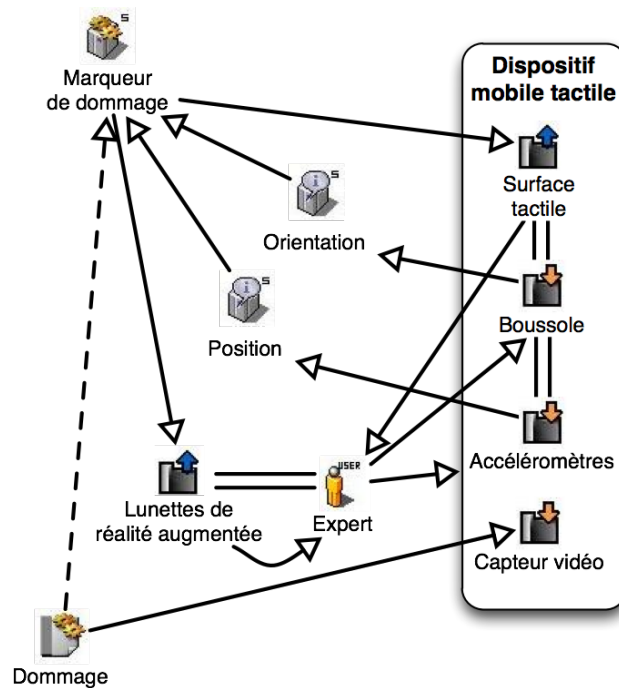 S
Marqueur
de dommage
Dispositif
mobile tactile
Surface
tactile
i
S
Orientation
i
S
Position
Boussole
Accéléromètres
USER
Expert
Lunettes de
réalité augmentée
Capteur vidéo
Dommage